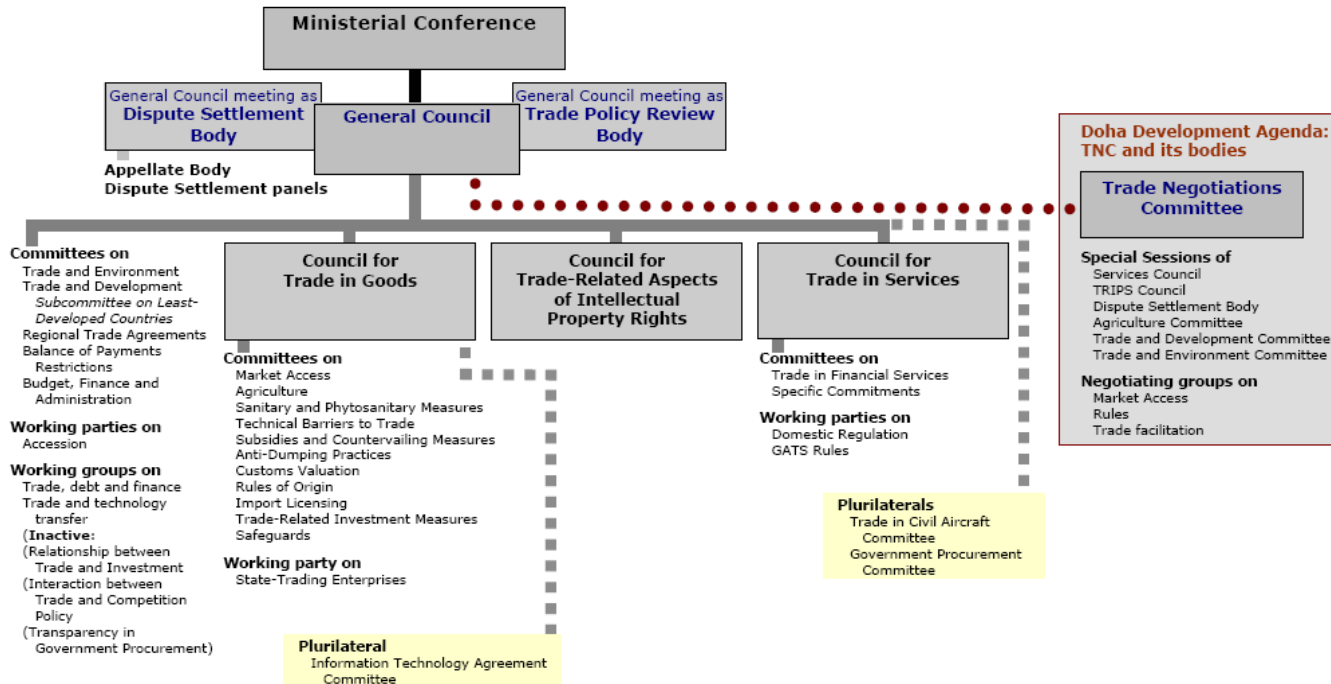 Ministerial Conference
General Council meeting as
Dispute Settlement
Body
General Council
General Council meeting as
Trade Policy Review
Body
Appellate Body
Dispute Settlement panels
Doha Development Agenda:
TNC and its bodies
Trade Negotiations
Committee
Special Sessions of
Services Council
TRIPS Council
Dispute Settlement Body
Agriculture Committee
Trade and Development Committee
Trade and Environment Committee
Negotiating groups on
Market Access
Rules
Trade facilitation
Committees on
Trade and Environment
Trade and Development
Subcommittee on Least-
Developed Countries
Regional Trade Agreements
Balance of Payments
Restrictions
Budget, Finance and
Administration
Working parties on
Accession
Working groups on
Trade, debt and finance
Trade and technology
transfer
(Inactive:
(Relationship between
Trade and Investment
(Interaction between
Trade and Competition
Policy
(Transparency in
Government Procurement)
Council for
Trade in Goods
Committees on
Market Access
Agriculture
Sanitary and Phytosanitary Measures
Technical Barriers to Trade
Subsidies and Countervailing Measures
Anti-Dumping Practices
Customs Valuation
Rules of Origin
Import Licensing
Trade-Related Investment Measures
Safeguards
Working party on
State-Trading Enterprises
Plurilateral
Information Technology Agreement
Committee
Council for
Trade-Related Aspects
of Intellectual
Property Rights
Council for
Trade in Services
Committees on
Trade in Financial Services
Specific Commitments
Working parties on
Domestic Regulation
GATS Rules
Plurilaterals
Trade in Civil Aircraft
Committee
Government Procurement
Committee